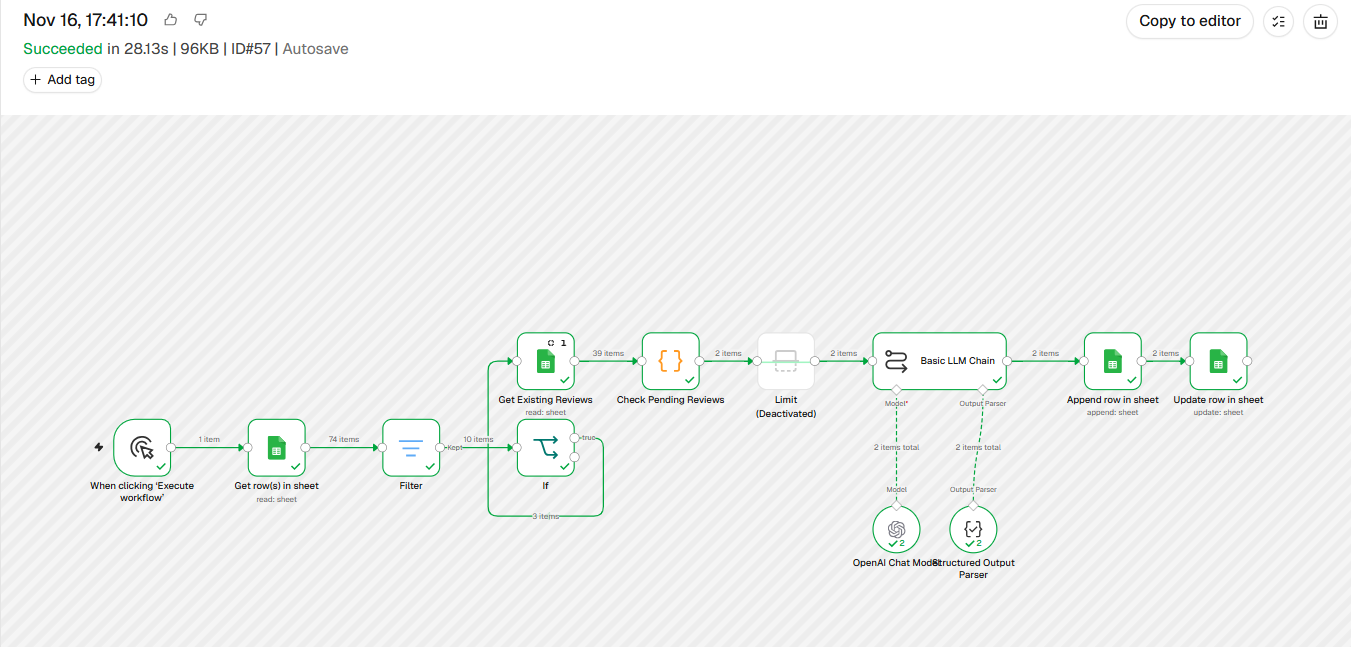 Nov 16, 17:41:10
Copy to editor
Succeeded in 28.13s | 96KB | ID#57 | Autosave
+ Add tag
1
39 items
2 items
2 items
Basic LLM Chain
2 items
2 items
Get Existing Reviews
read: sheet
Check Pending Reviews
Limit
(Deactivated)
Model*
Output Parser
Append row in sheet
append: sheet
Update row in sheet
update: sheet
1 item
74 items
Kept
10 items
true
2 items total
2 items total
When clicking ‘Execute
workflow’
Get row(s) in sheet
read: sheet
Filter
If
Model
Output Parser
3 items
2
2
OpenAI Chat Model
Structured Output
Parser